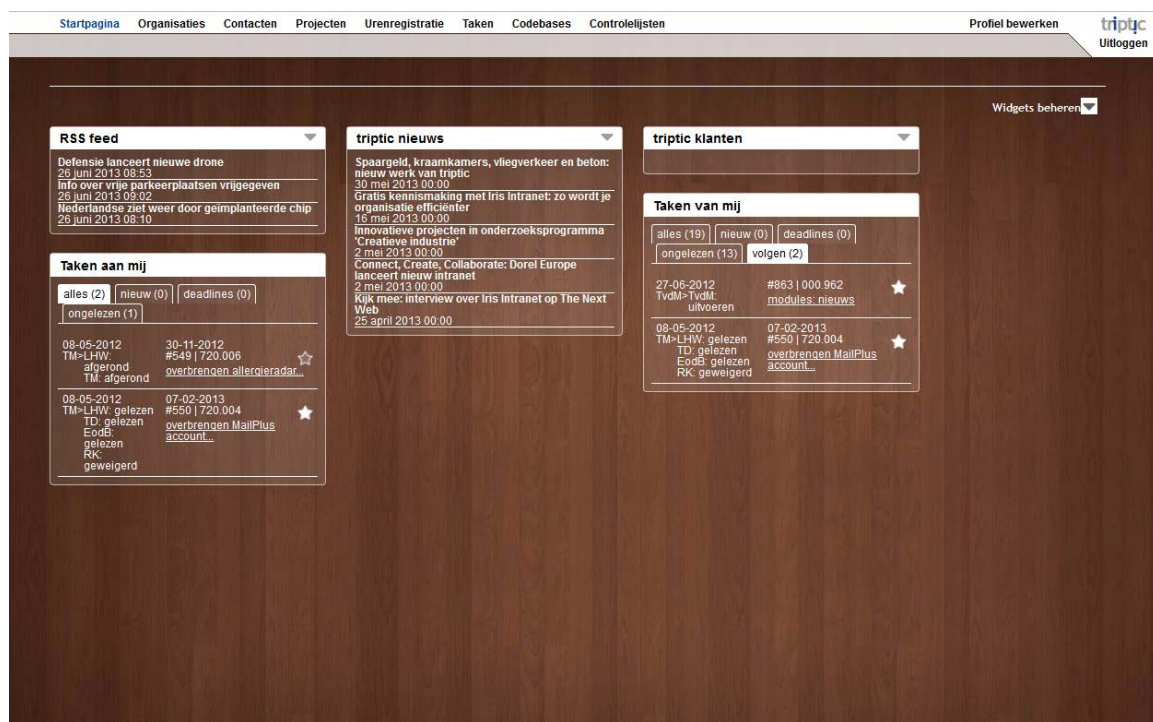 Startpagina Organisaties Contacten Projecten Urenregistratie Taken Codebases Controlelijsten Profiel bewerken triptic
Uitloggen
Widgets beheren
RSS feed
Defensie lanceert nieuwe drone
26 juni 2013 08:53
Info over vrije parkeerplaatsen vrijgegeven
26 juni 2013 09:02
Nederlandse ziet weer door geïmplanteerde chip
26 juni 2013 08:10
Taken aan mij
alles (2) nieuw (0) deadlines (0)
ongelezen (1)
08-05-2012 30-11-2012
TM>LHW: #549 | 720.006
afgerond overbrengen allergieradar...
TM: afgerond
08-05-2012 07-02-2013
TM>LHW: gelezen #550 | 720.004
TD: gelezen overbrengen MailPlus
EodB: account...
gelezen
RK:
geweigerd
triptic nieuws
Spaargeld, kraamkamers, vliegverkeer en beton:
nieuw werk van triptic
30 mei 2013 00:00
Gratis kennismaking met Iris Intranet: zo wordt je
organisatie efficiënter
16 mei 2013 00:00
Innovatieve projecten in onderzoeksprogramma
'Creatieve industrie'
2 mei 2013 00:00
Connect, Create, Collaborate: Dorel Europe
lanceert nieuw intranet
2 mei 2013 00:00
Kijk mee: interview over Iris Intranet op The Next
Web
25 april 2013 00:00
triptic klanten
Taken van mij
alles (19) nieuw (0) deadlines (0)
ongelezen (13) volgen (2)
27-06-2012 #863 | 000.962
TvdM>TvdM: modules: nieuws
uitvoeren
08-05-2012 07-02-2013
TM>LHW: gelezen #550 | 720.004
TD: gelezen overbrengen MailPlus
EodB: gelezen account...
RK: geweigerd